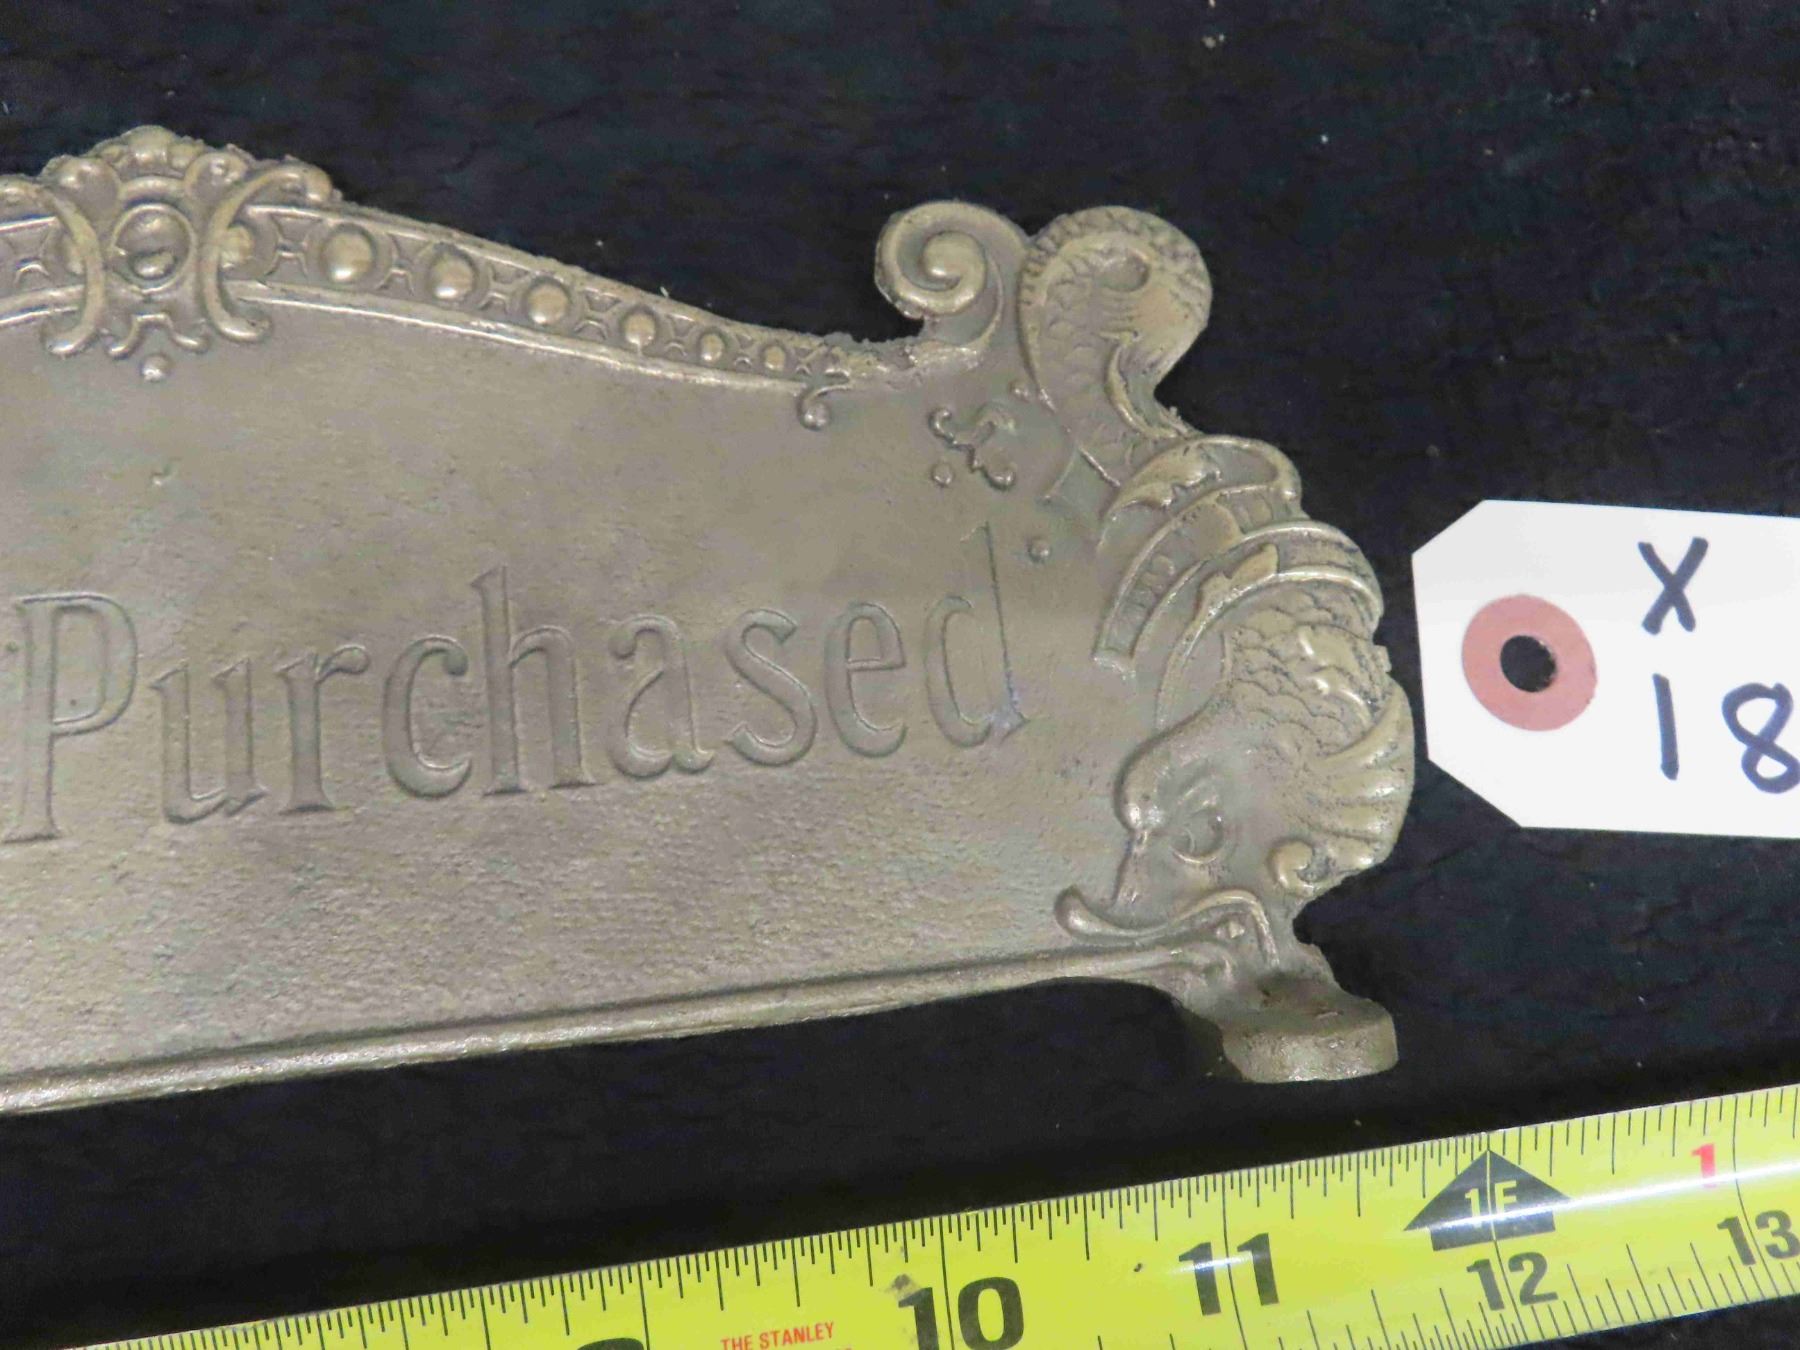 Purchased
X
18
1F
1
10 11 12 13
THE STANLEY